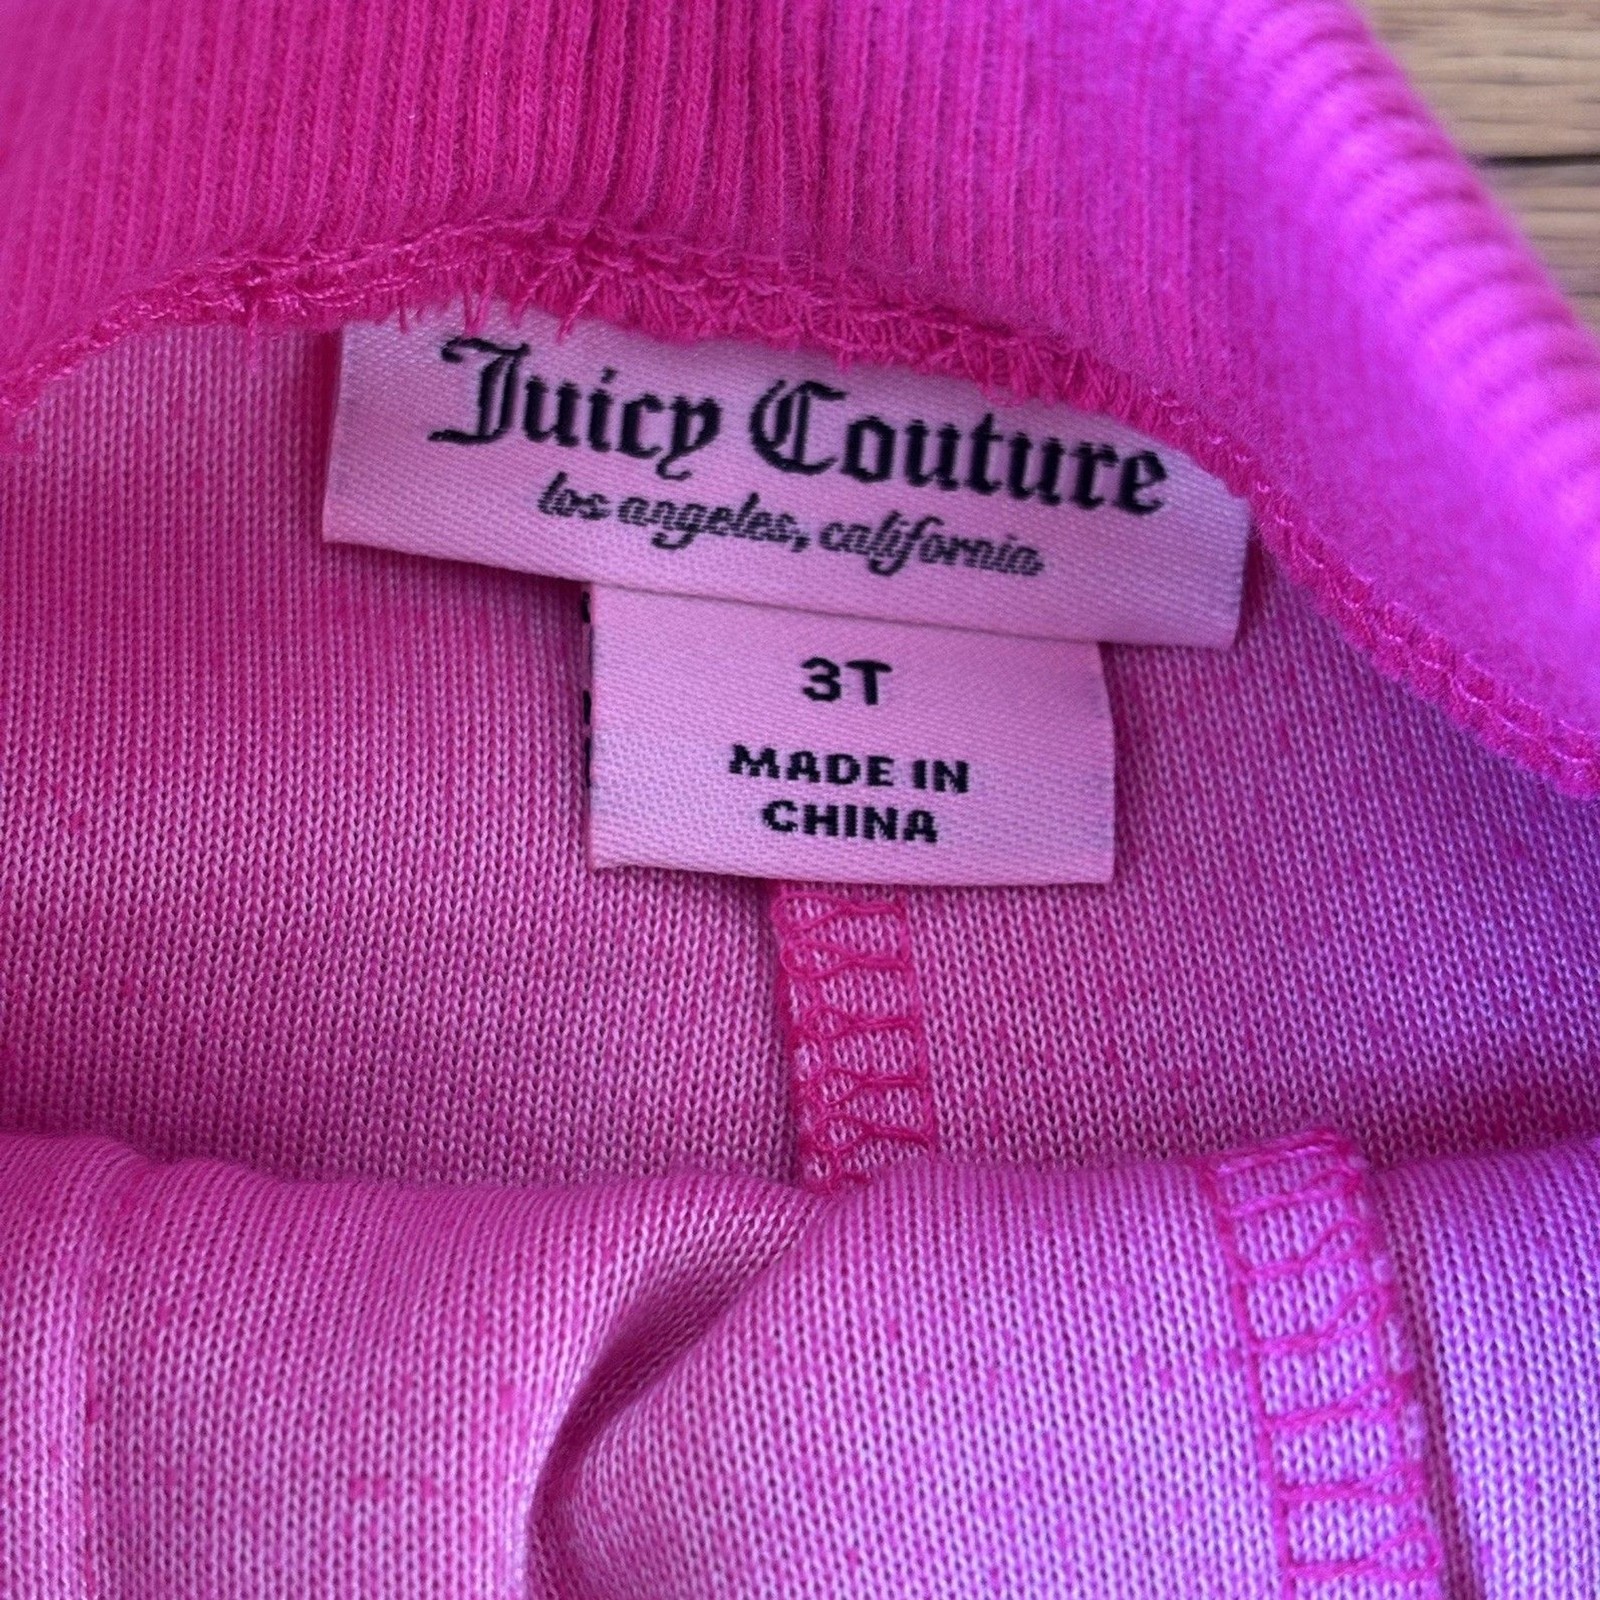 Juicy Couture
los angeles, california
3T
MADE IN
CHINA